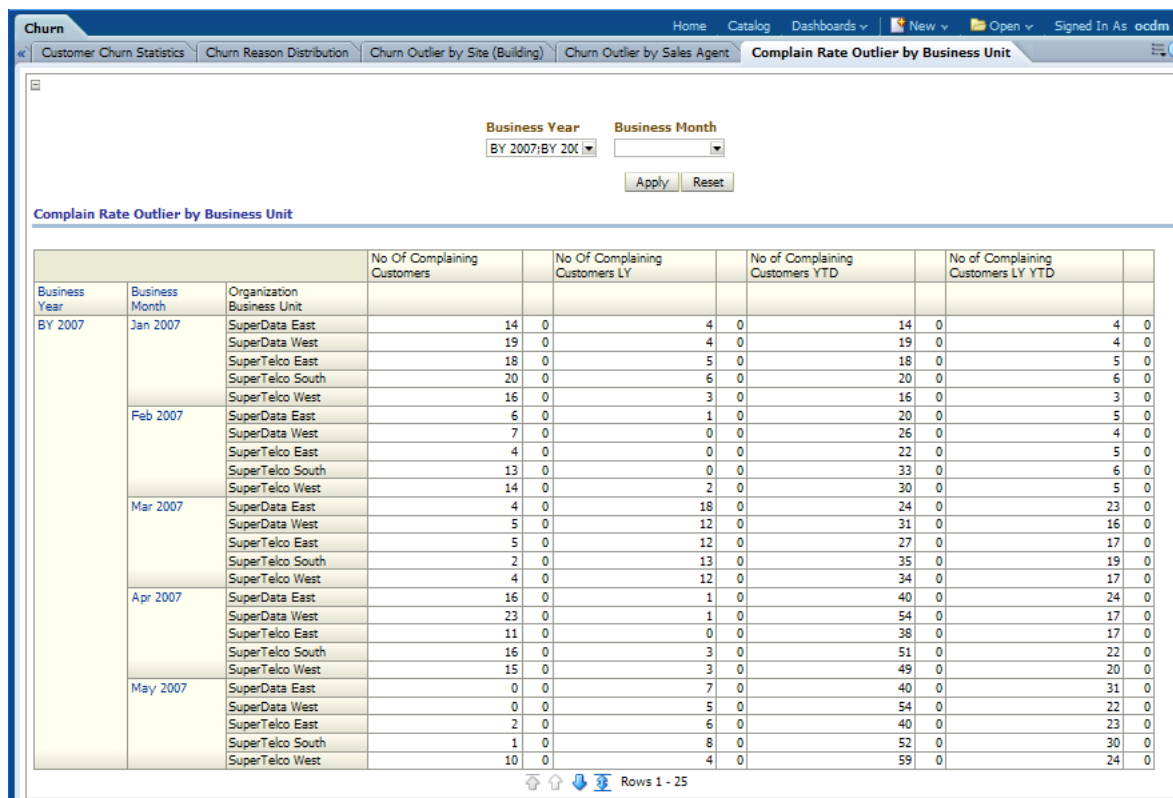 Churn
Home Catalog Dashboards New Open Signed In As ocdm
« Customer Churn Statistics Churn Reason Distribution Churn Outlier by Site (Building) Churn Outlier by Sales Agent Complain Rate Outlier by Business Unit
Business Year Business Month
BY 2007;BY 200
Apply Reset
Complain Rate Outlier by Business Unit
No Of Complaining Customers No Of Complaining Customers LY No of Complaining Customers YTD No of Complaining Customers LY YTD
Business Year Business Month Organization Business Unit
BY 2007 Jan 2007 SuperData East 14 0 4 0 14 0 4 0
SuperData West 19 0 4 0 19 0 4 0
SuperTelco East 18 0 5 0 18 0 5 0
SuperTelco South 20 0 6 0 20 0 6 0
SuperTelco West 16 0 3 0 16 0 3 0
Feb 2007 SuperData East 6 0 1 0 20 0 5 0
SuperData West 7 0 0 0 26 0 4 0
SuperTelco East 4 0 0 0 22 0 5 0
SuperTelco South 13 0 0 0 33 0 6 0
SuperTelco West 14 0 2 0 30 0 5 0
Mar 2007 SuperData East 4 0 18 0 24 0 23 0
SuperData West 5 0 12 0 31 0 16 0
SuperTelco East 5 0 12 0 27 0 17 0
SuperTelco South 2 0 13 0 35 0 19 0
SuperTelco West 4 0 12 0 34 0 17 0
Apr 2007 SuperData East 16 0 1 0 40 0 24 0
SuperData West 23 0 1 0 54 0 17 0
SuperTelco East 11 0 0 0 38 0 17 0
SuperTelco South 16 0 3 0 51 0 22 0
SuperTelco West 15 0 3 0 49 0 20 0
May 2007 SuperData East 0 0 7 0 40 0 31 0
SuperData West 0 0 5 0 54 0 22 0
SuperTelco East 2 0 6 0 40 0 23 0
SuperTelco South 1 0 8 0 52 0 30 0
SuperTelco West 10 0 4 0 59 0 24 0
Rows 1 - 25